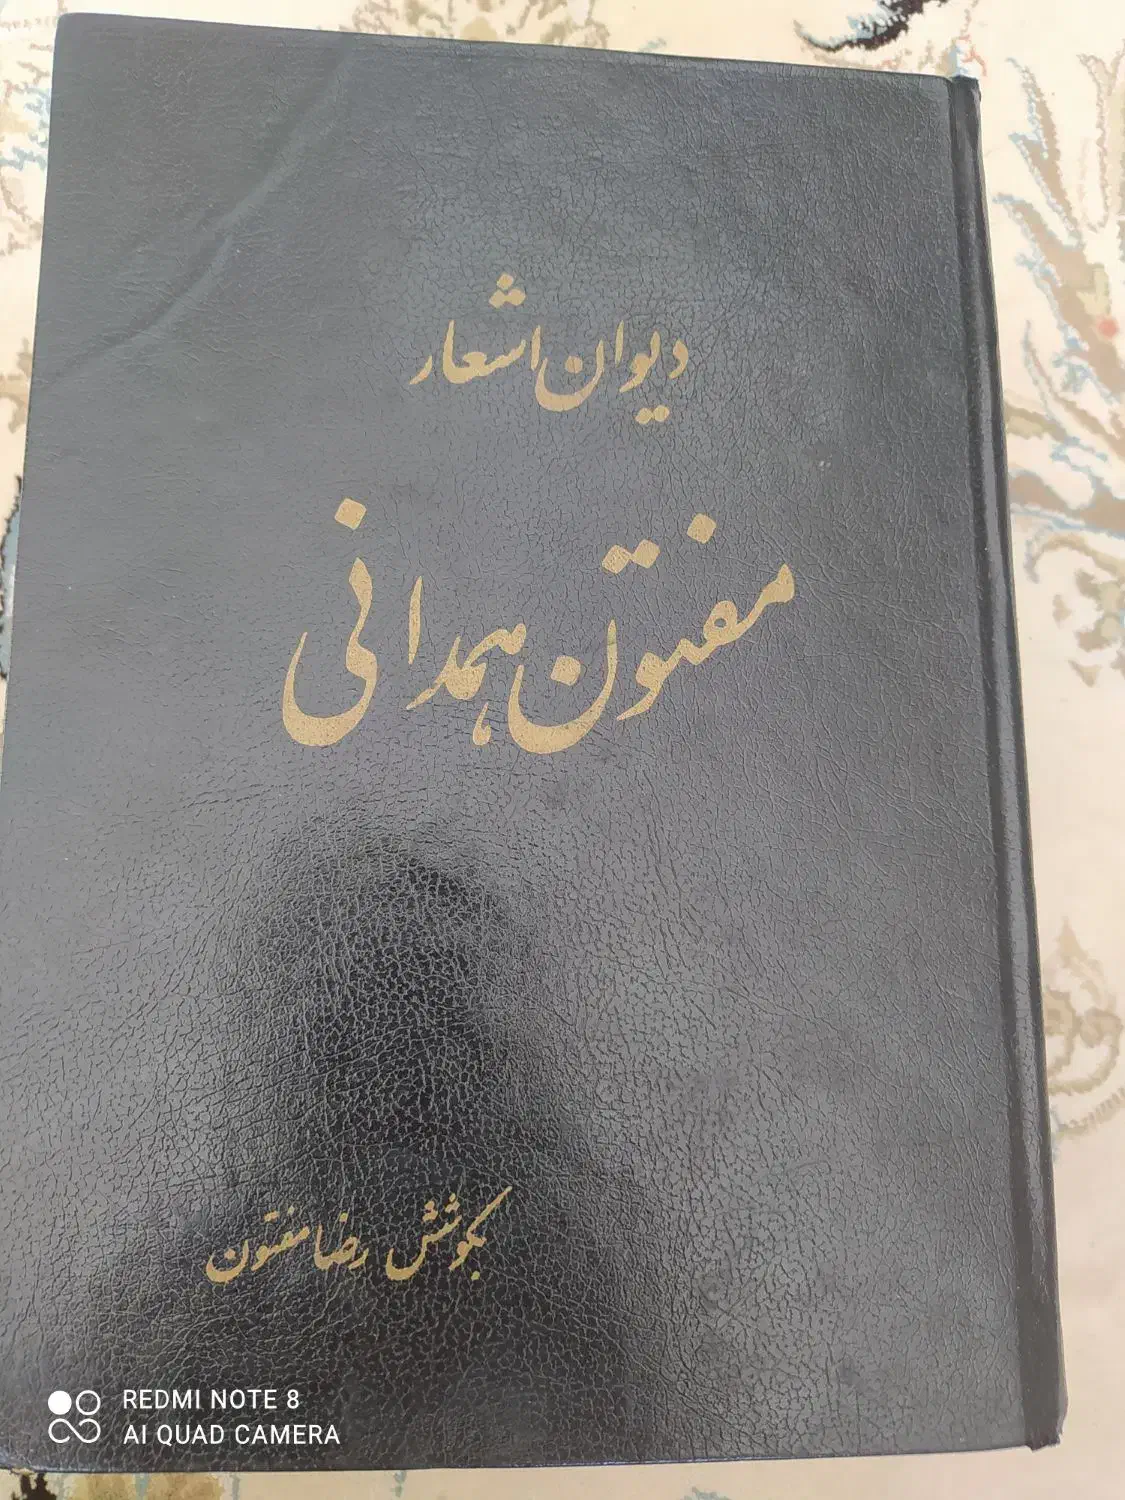 دیوان اشعار
مفتون همدانی
بکوشش رضا مفتون
REDMI NOTE 8
AI QUAD CAMERA